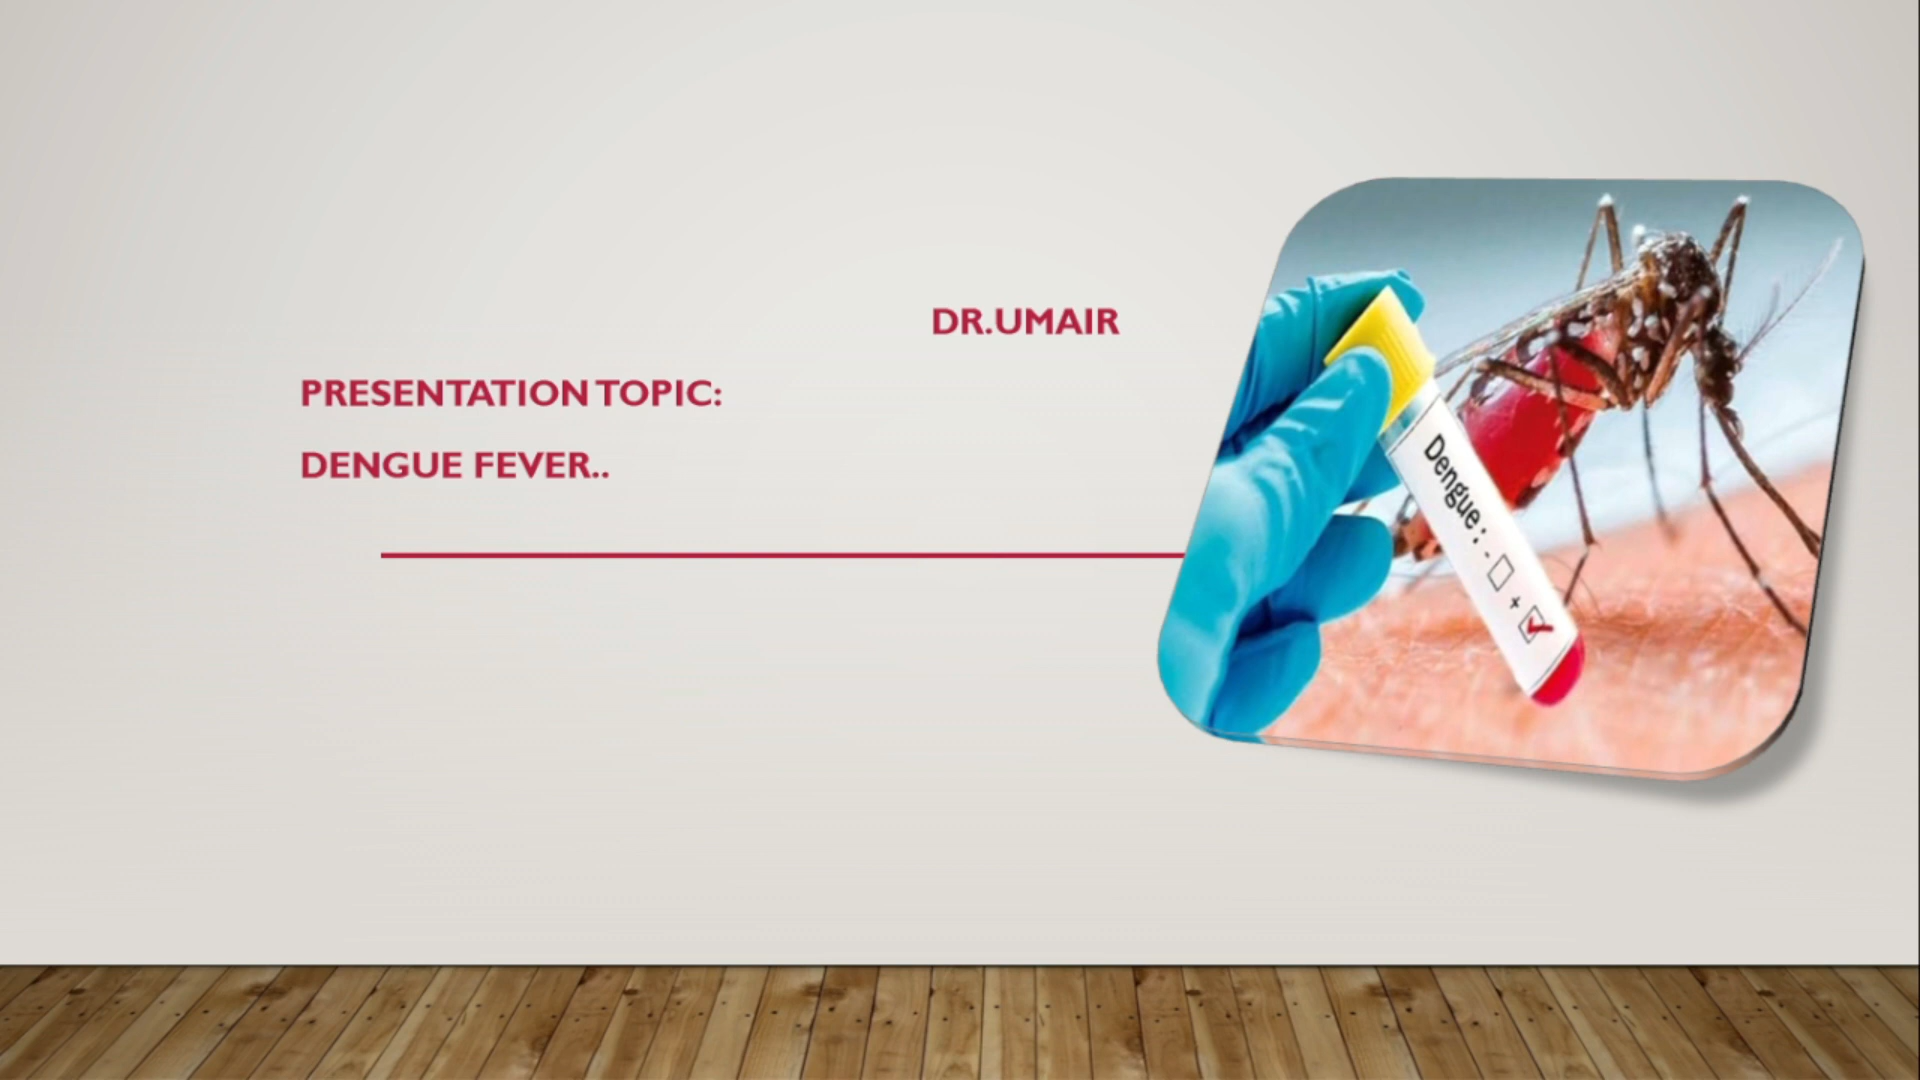 DR.UMAIR
PRESENTATION TOPIC:
DENGUE FEVER..
Dengue : - +